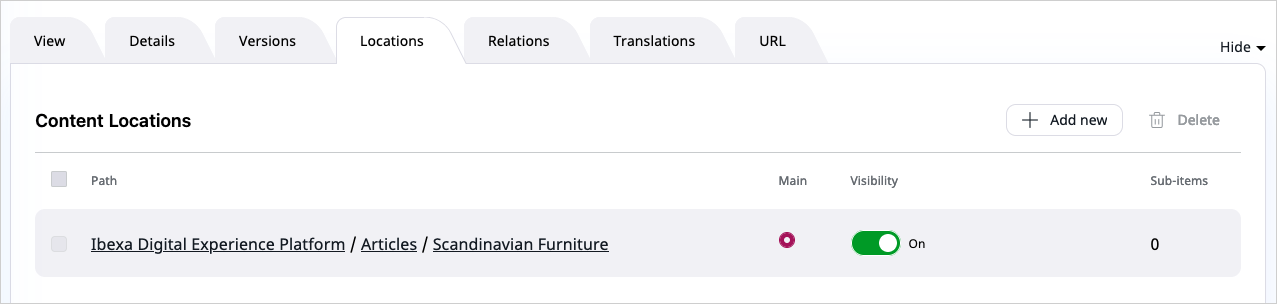 View Details Versions Locations Relations Translations URL Hide
Content Locations Add new Delete
Path Main Visibility Sub-items
Ibexa Digital Experience Platform / Articles / Scandinavian Furniture On 0